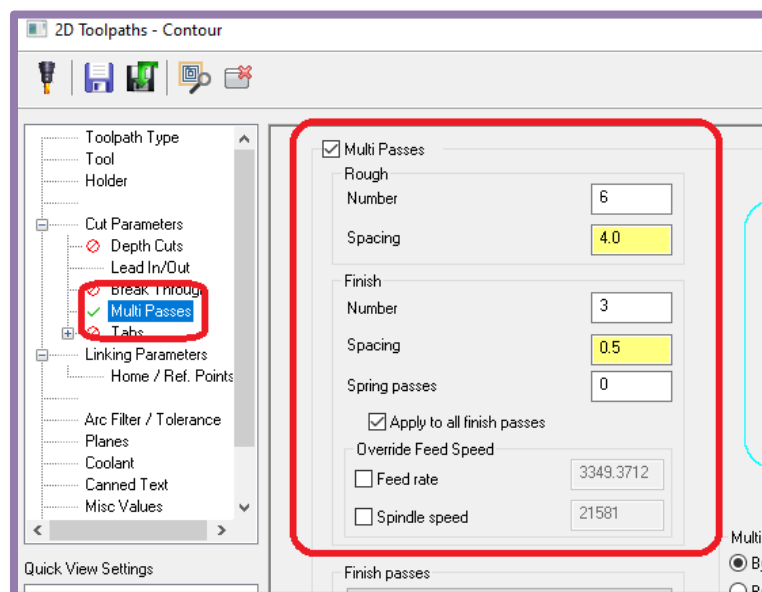 2D Toolpaths - Contour
Toolpath Type
Tool
Holder
Cut Parameters
Depth Cuts
Lead In/Out
Break Through
Multi Passes
Tabs
Linking Parameters
Home / Ref. Points
Arc Filter / Tolerance
Planes
Coolant
Canned Text
Misc Values
Quick View Settings
Multi Passes
Rough
Number 6
Spacing 4.0
Finish
Number 3
Spacing 0.5
Spring passes 0
Apply to all finish passes
Override Feed Speed
Feed rate 3349.3712
Spindle speed 21581
Finish passes
Multi